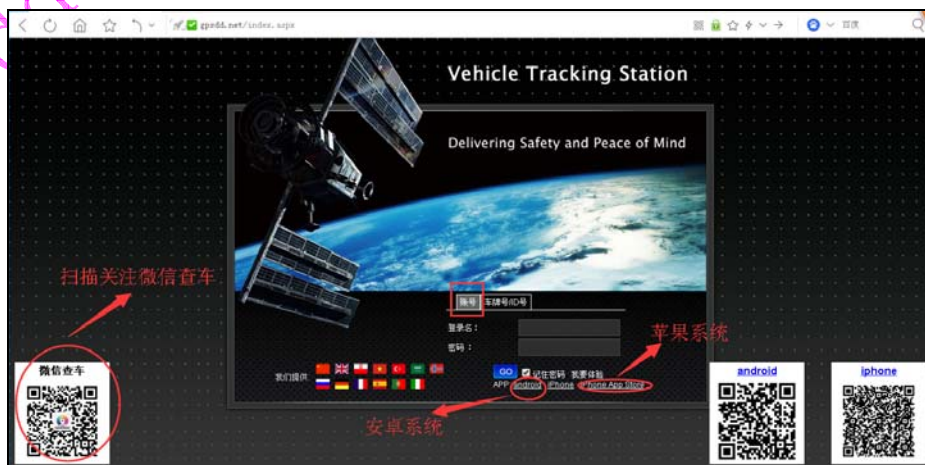 gpsdd.net/index.aspx
百度
Vehicle Tracking Station
Delivering Safety and Peace of Mind
扫描关注微信查车
账号 车牌号/ID号
登录名：
密码：
苹果系统
我们提供
GO 记住密码 我要体验
APP android iPhone iPhone App Store
安卓系统
微信查车
android
iphone